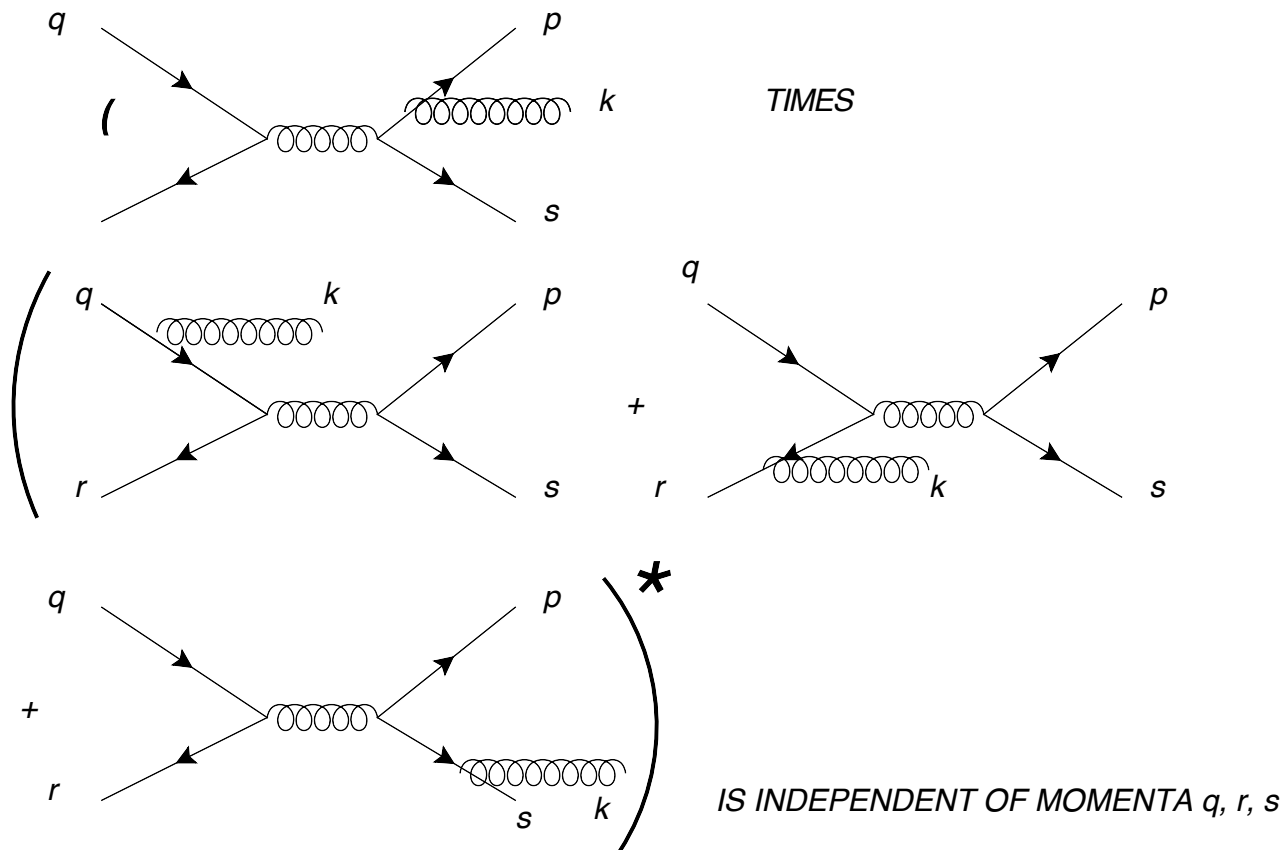 q p
( k TIMES
s
q k p
r s
q p
+
r k s
*
q p
+
r s k
IS INDEPENDENT OF MOMENTA q, r, s